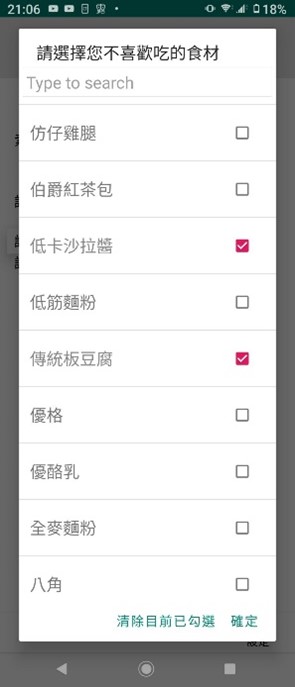 21:06
18%
請選擇您不喜歡吃的食材
Type to search
仿仔雞腿
伯爵紅茶包
低卡沙拉醬
低筋麵粉
傳統板豆腐
優格
優酪乳
全麥麵粉
八角
清除目前已勾選 確定